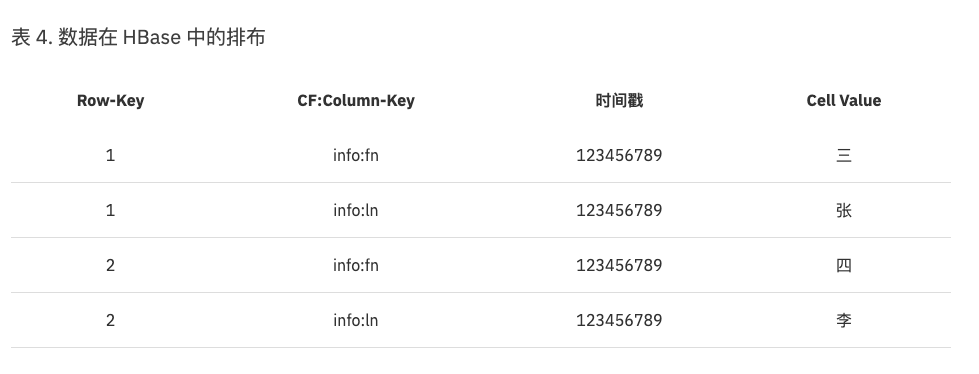 表 4. 数据在 HBase 中的排布
Row-Key CF:Column-Key 时间戳 Cell Value
1 info:fn 123456789 三
1 info:ln 123456789 张
2 info:fn 123456789 四
2 info:ln 123456789 李